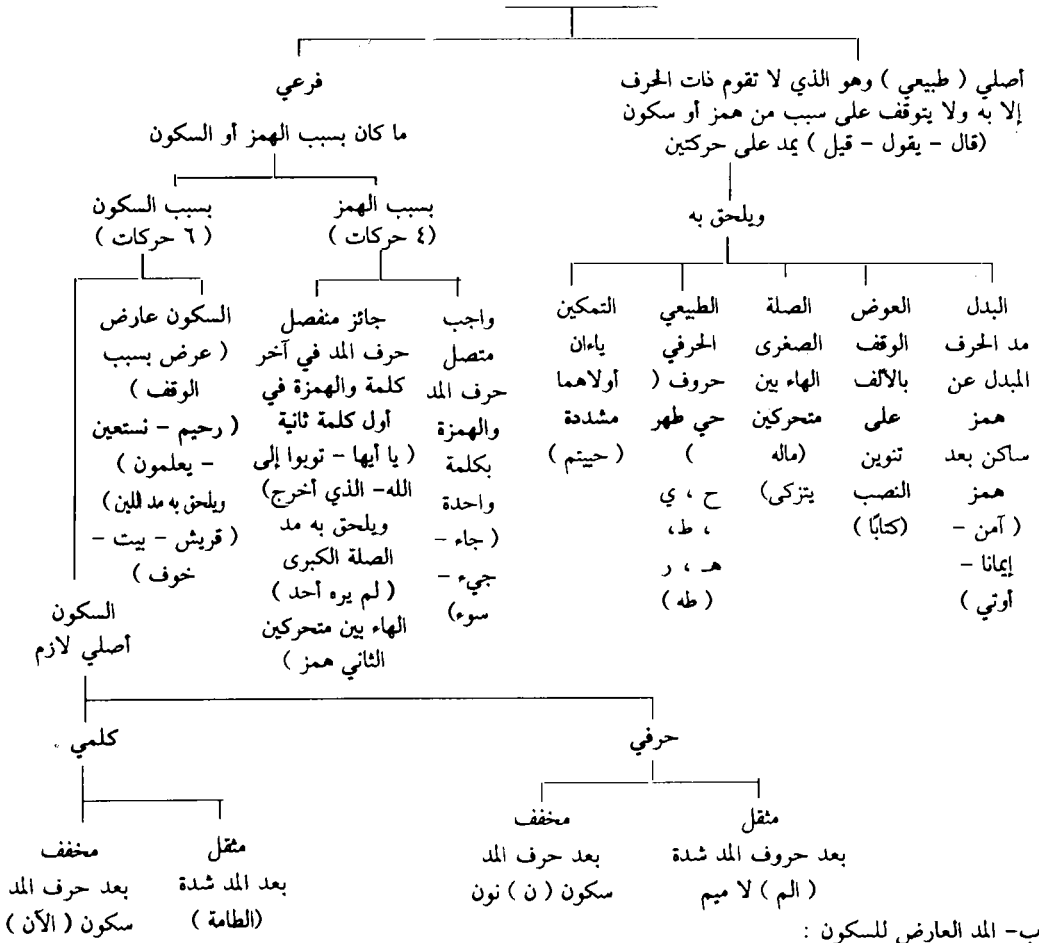 أصلي ( طبيعي ) وهو الذي لا تقوم ذات الحرف
إلا به ولا يتوقف على سبب من همز أو سكون
(قال – يقول – قيل ) يمد على حركتين
ويلحق به
البدل
مد الحرف
المبدل عن
همز
ساكن بعد
همز
( آمن –
إيمانا –
أوتي )
العوض
الوقف
بالألف
على
تنوين
النصب
(كتابًا )
الصلة
الصغرى
الهاء بين
متحركين
(ماله
يتزكى)
الطبيعي
الحرفي
حروف (
حي طهر
)
ح ، ي
، ط،
هـ ، ر
( طه )
التمكين
ياءان
أولاهما
مشددة
( حييتم )
فرعي
ما كان بسبب الهمز أو السكون
بسبب الهمز
(٤ حركات )
بسبب السكون
( ٦ حركات )
واجب
متصل
حرف المد
والهمزة
بكلمة
واحدة
( جاء –
جيء –
سوء)
جائز منفصل
حرف المد في آخر
كلمة والهمزة في
أول كلمة ثانية
( يا أيها – توبوا إلى
الله– الذي أخرج)
ويلحق به مد
الصلة الكبرى
( لم يره أحد )
الهاء بين متحركين
الثاني همز )
السكون عارض
( عرض بسبب
الوقف )
( رحيم – نستعين
– يعلمون )
ويلحق به مد اللين)
( قريش – بيت –
خوف )
السكون
أصلي لازم
حرفي
كلمي
مثقل
بعد حروف المد شدة
( الم ) لا ميم
مخفف
بعد حرف المد
سكون ( ن ) نون
مثقل
بعد المد شدة
(الطامة )
مخفف
بعد حرف المد
سكون ( الآن )
ب– المد العارض للسكون :